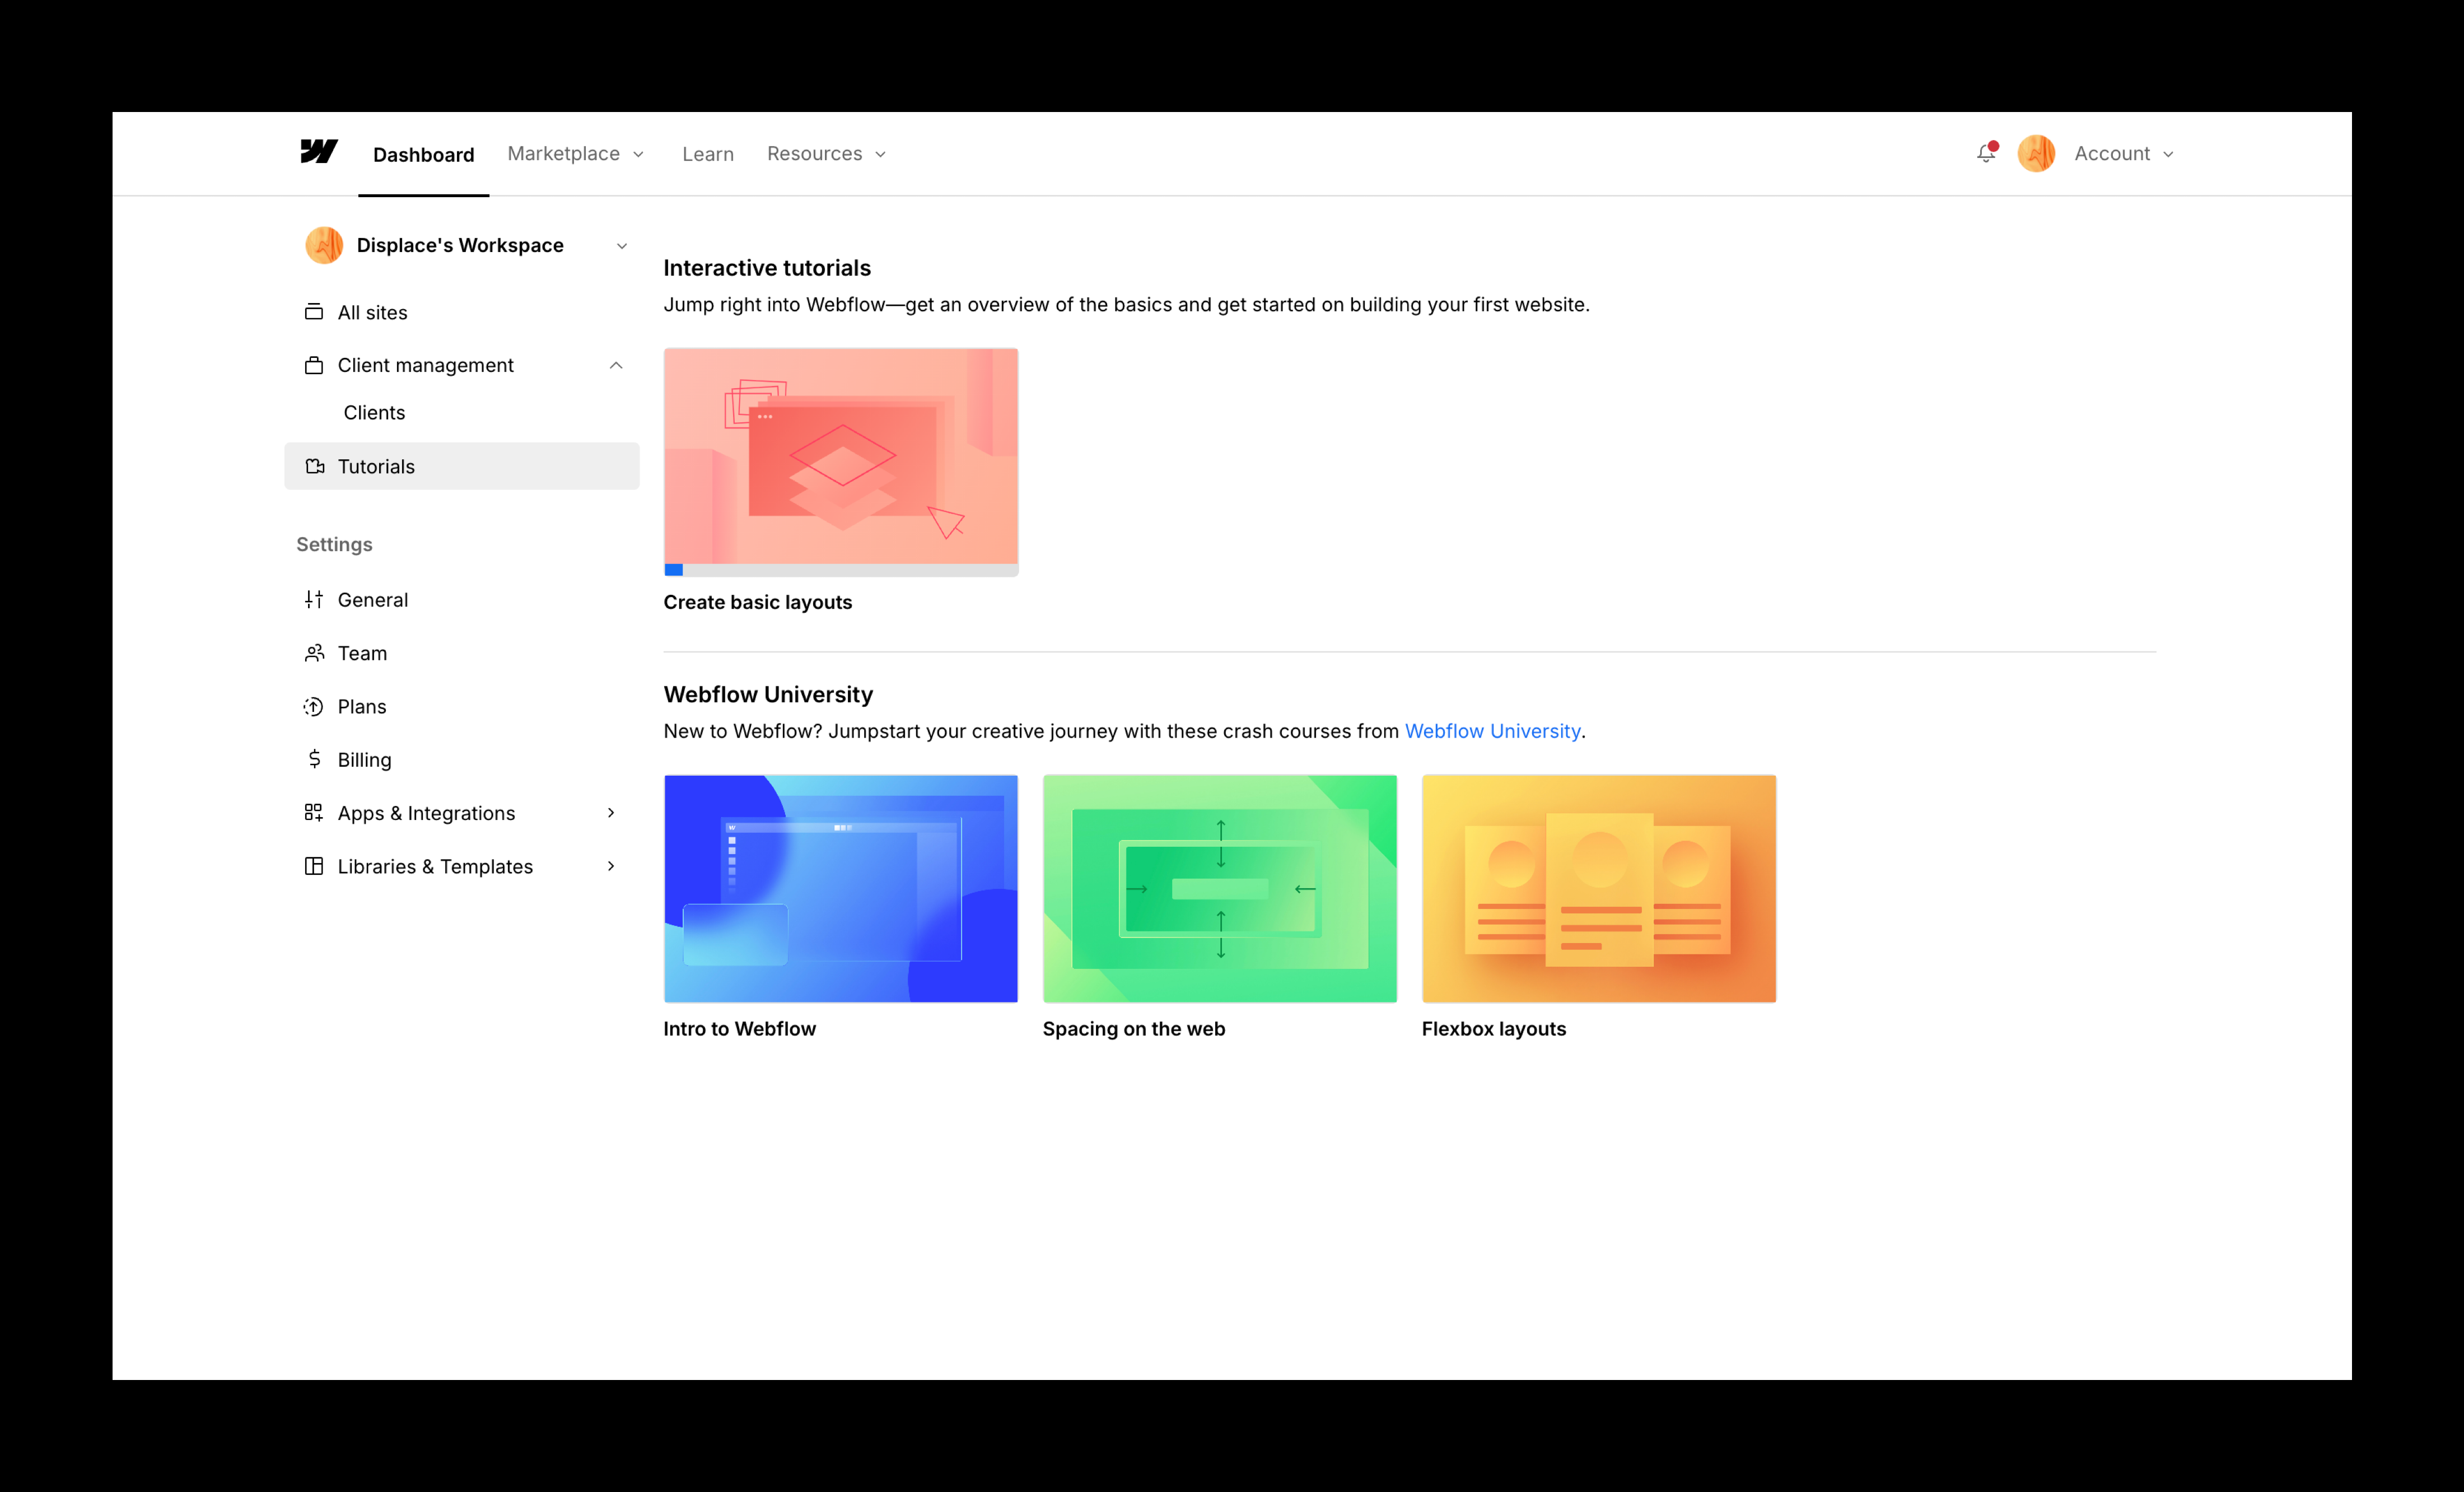 Dashboard
Marketplace
Learn
Resources
Account
Displace's Workspace
All sites
Client management
Clients
Tutorials
Settings
General
Team
Plans
Billing
Apps & Integrations
Libraries & Templates
Interactive tutorials
Jump right into Webflow—get an overview of the basics and get started on building your first website.
Create basic layouts
Webflow University
New to Webflow? Jumpstart your creative journey with these crash courses from Webflow University.
Intro to Webflow
Spacing on the web
Flexbox layouts